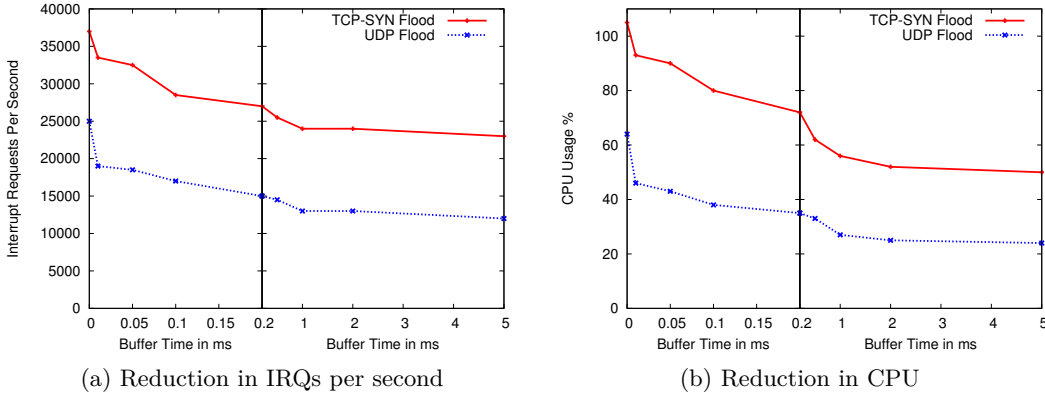 TCP-SYN Flood
UDP Flood
Interrupt Requests Per Second
40000
35000
30000
25000
20000
15000
10000
5000
0
0 0.05 0.1 0.15 0.2 1 2 3 4 5
Buffer Time in ms Buffer Time in ms
(a) Reduction in IRQs per second
TCP-SYN Flood
UDP Flood
CPU Usage %
100
80
60
40
20
0
0 0.05 0.1 0.15 0.2 1 2 3 4 5
Buffer Time in ms Buffer Time in ms
(b) Reduction in CPU